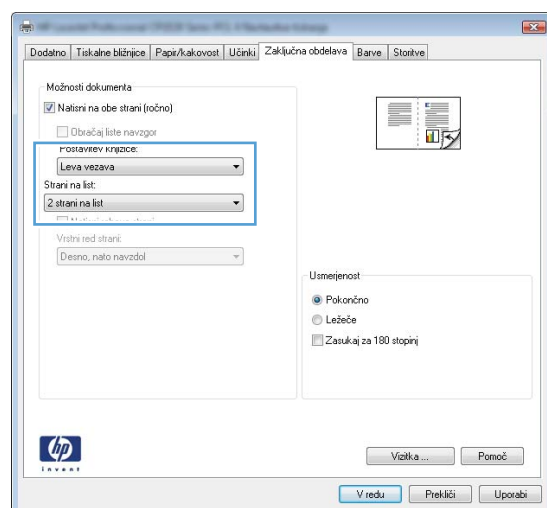 Dodatno Tiskalne bližnjice Papir/kakovost Učinki Zaključna obdelava Barve Storitve
Možnosti dokumenta
Natisni na obe strani (ročno)
Obračaj liste navzgor
Postavitev knjižice:
Leva vezava
Strani na list:
2 strani na list
Vrstni red strani:
Desno, nato navzdol
Usmerjenost
Pokončno
Ležeče
Zasukaj za 180 stopinj
hp
invent
Vizitka ... Pomoč
V redu Prekliči Uporabi